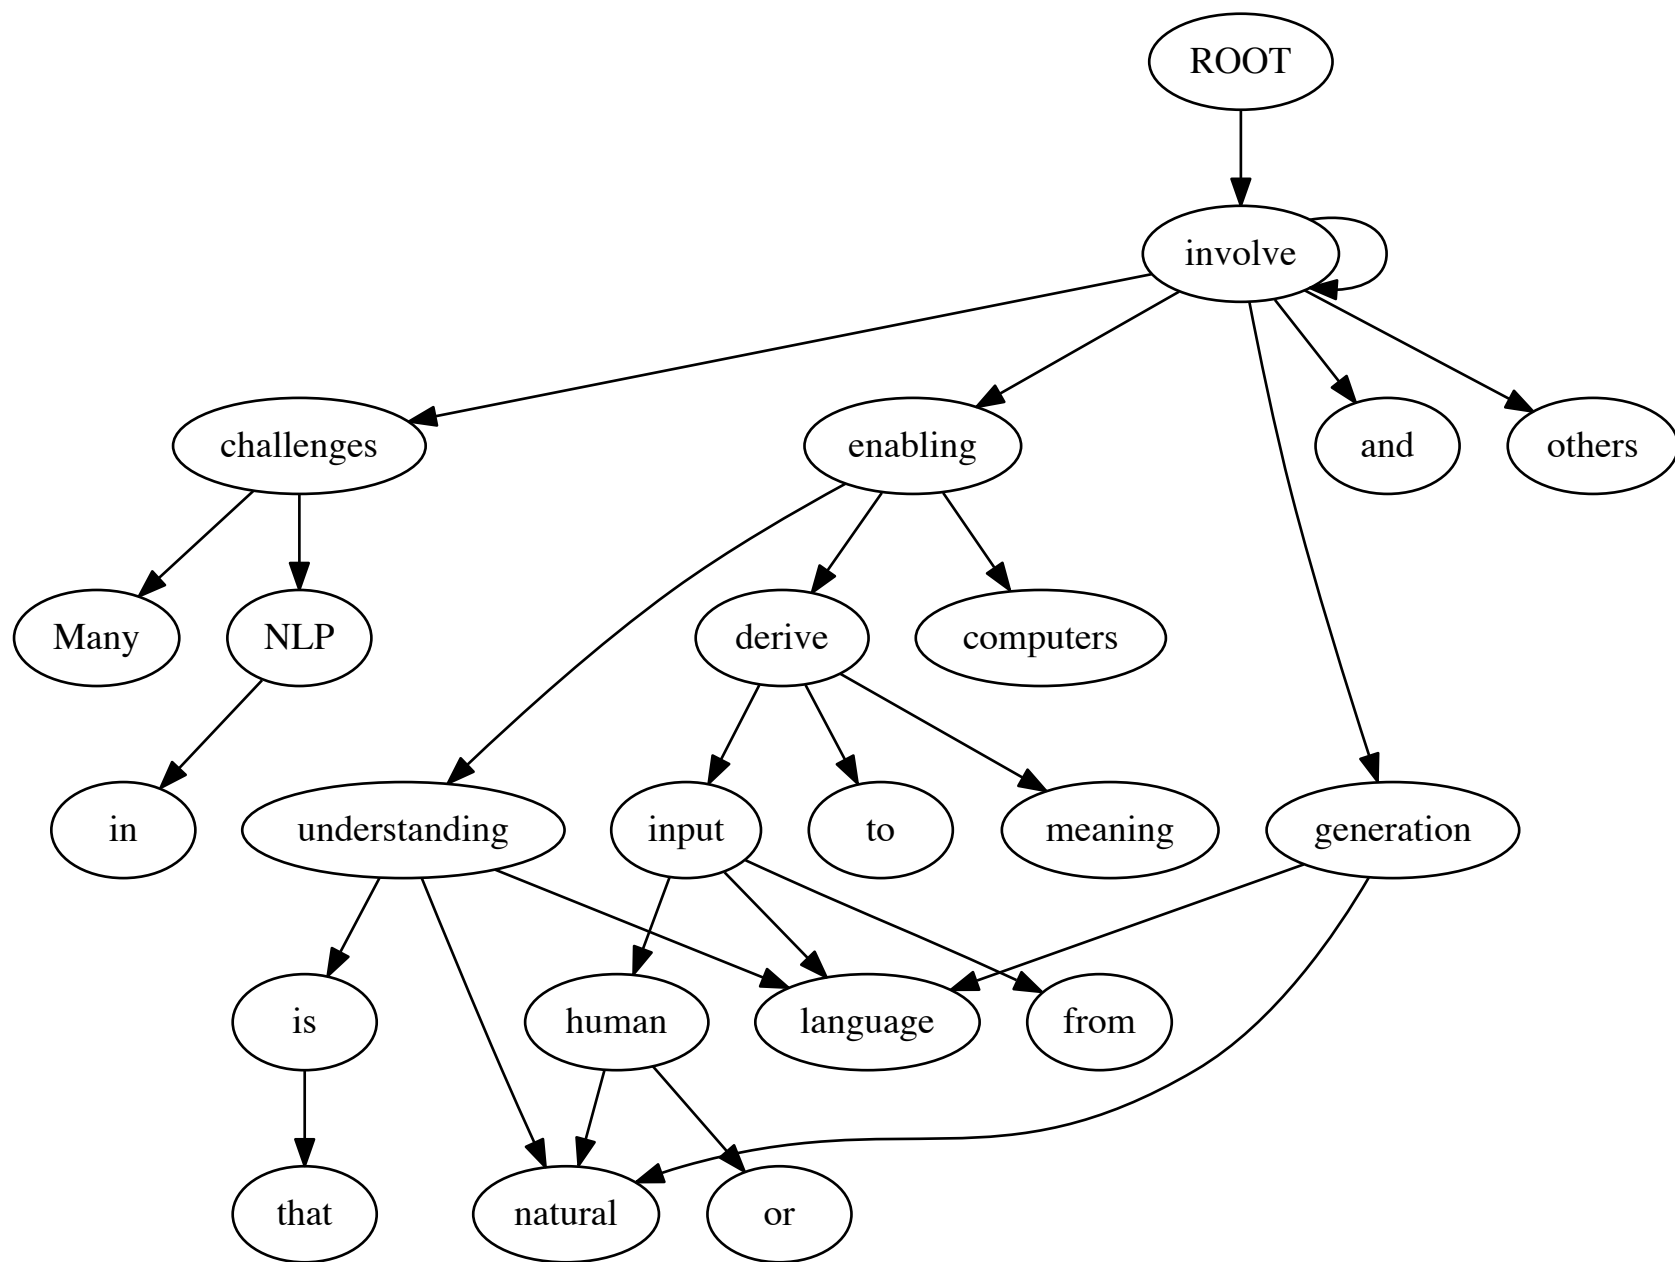 ROOT
involve
challenges
enabling
and
others
Many
NLP
derive
computers
in
understanding
input
to
meaning
generation
is
human
language
from
that
natural
or